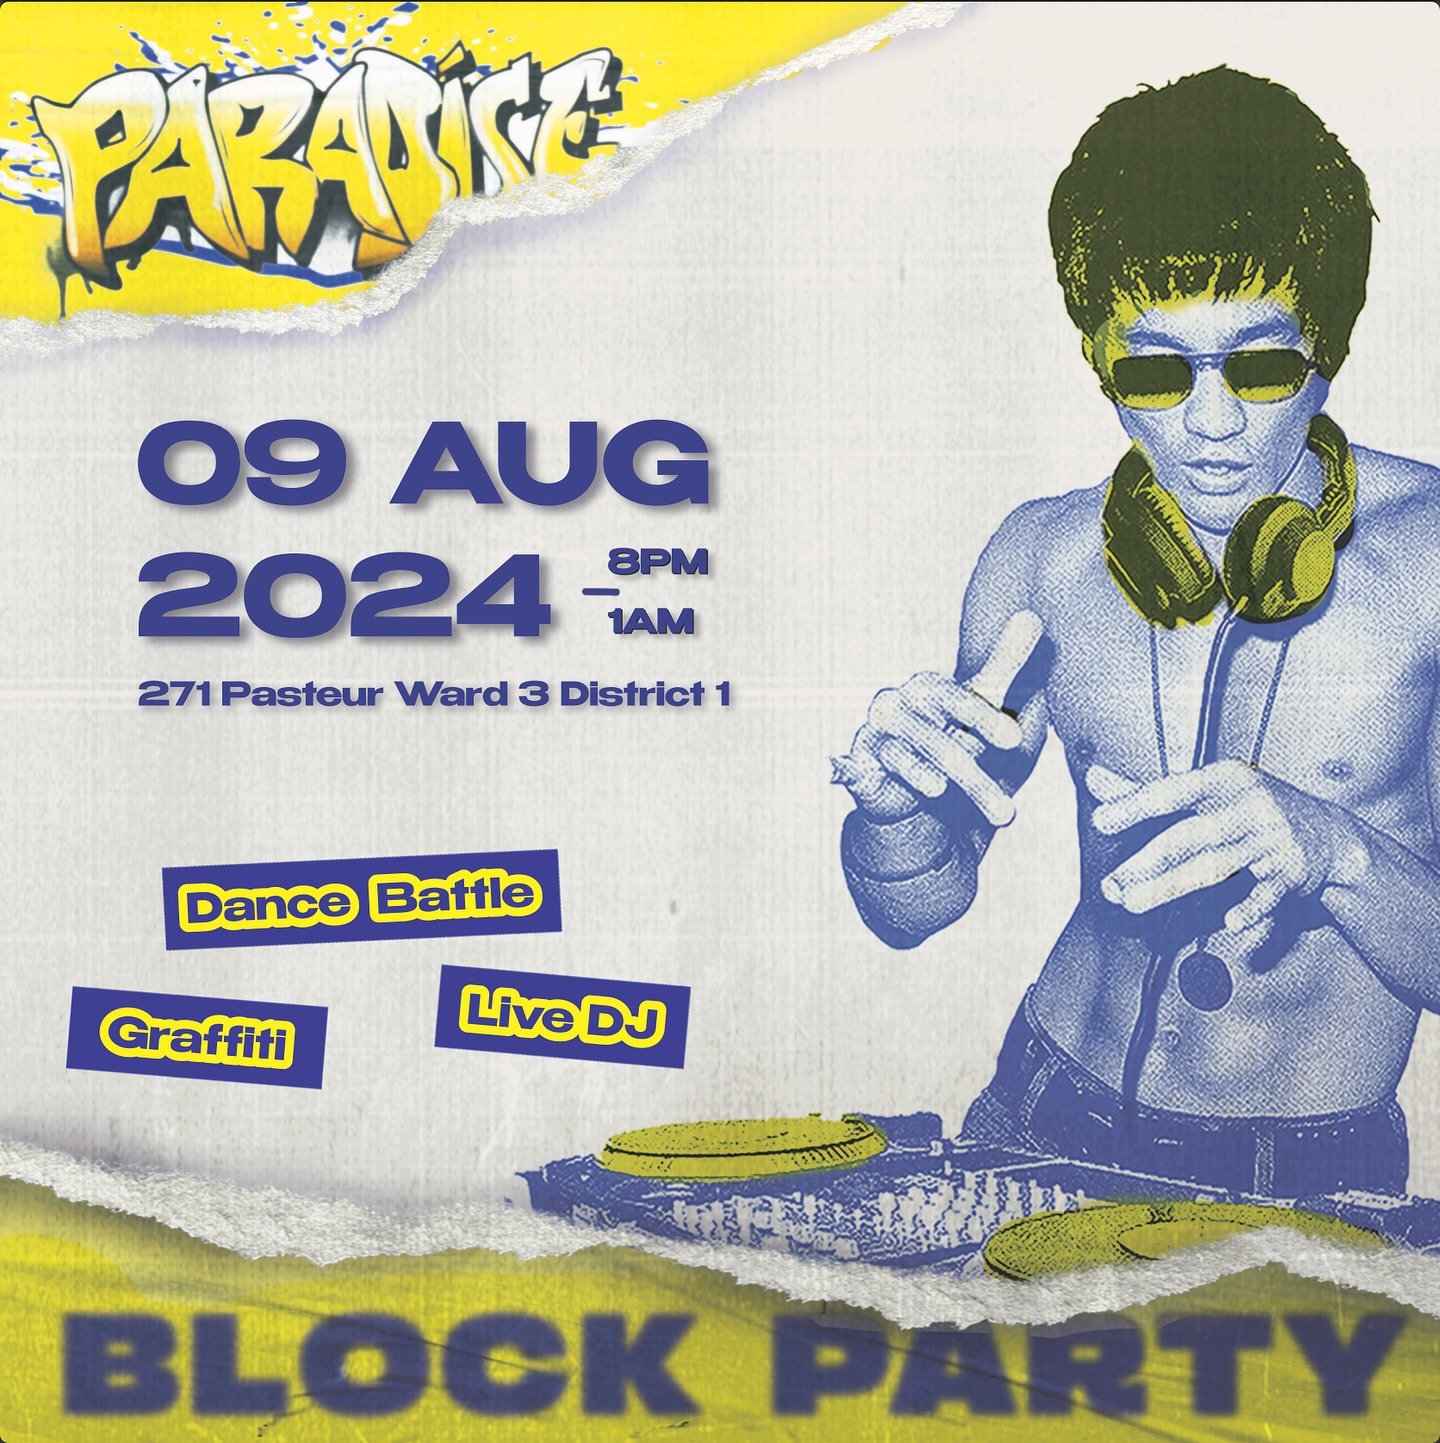 PARADISE
09 AUG
2024 – 8PM
1AM
271 Pasteur Ward 3 District 1
Dance Battle
Graffiti
Live DJ
BLOCK PARTY